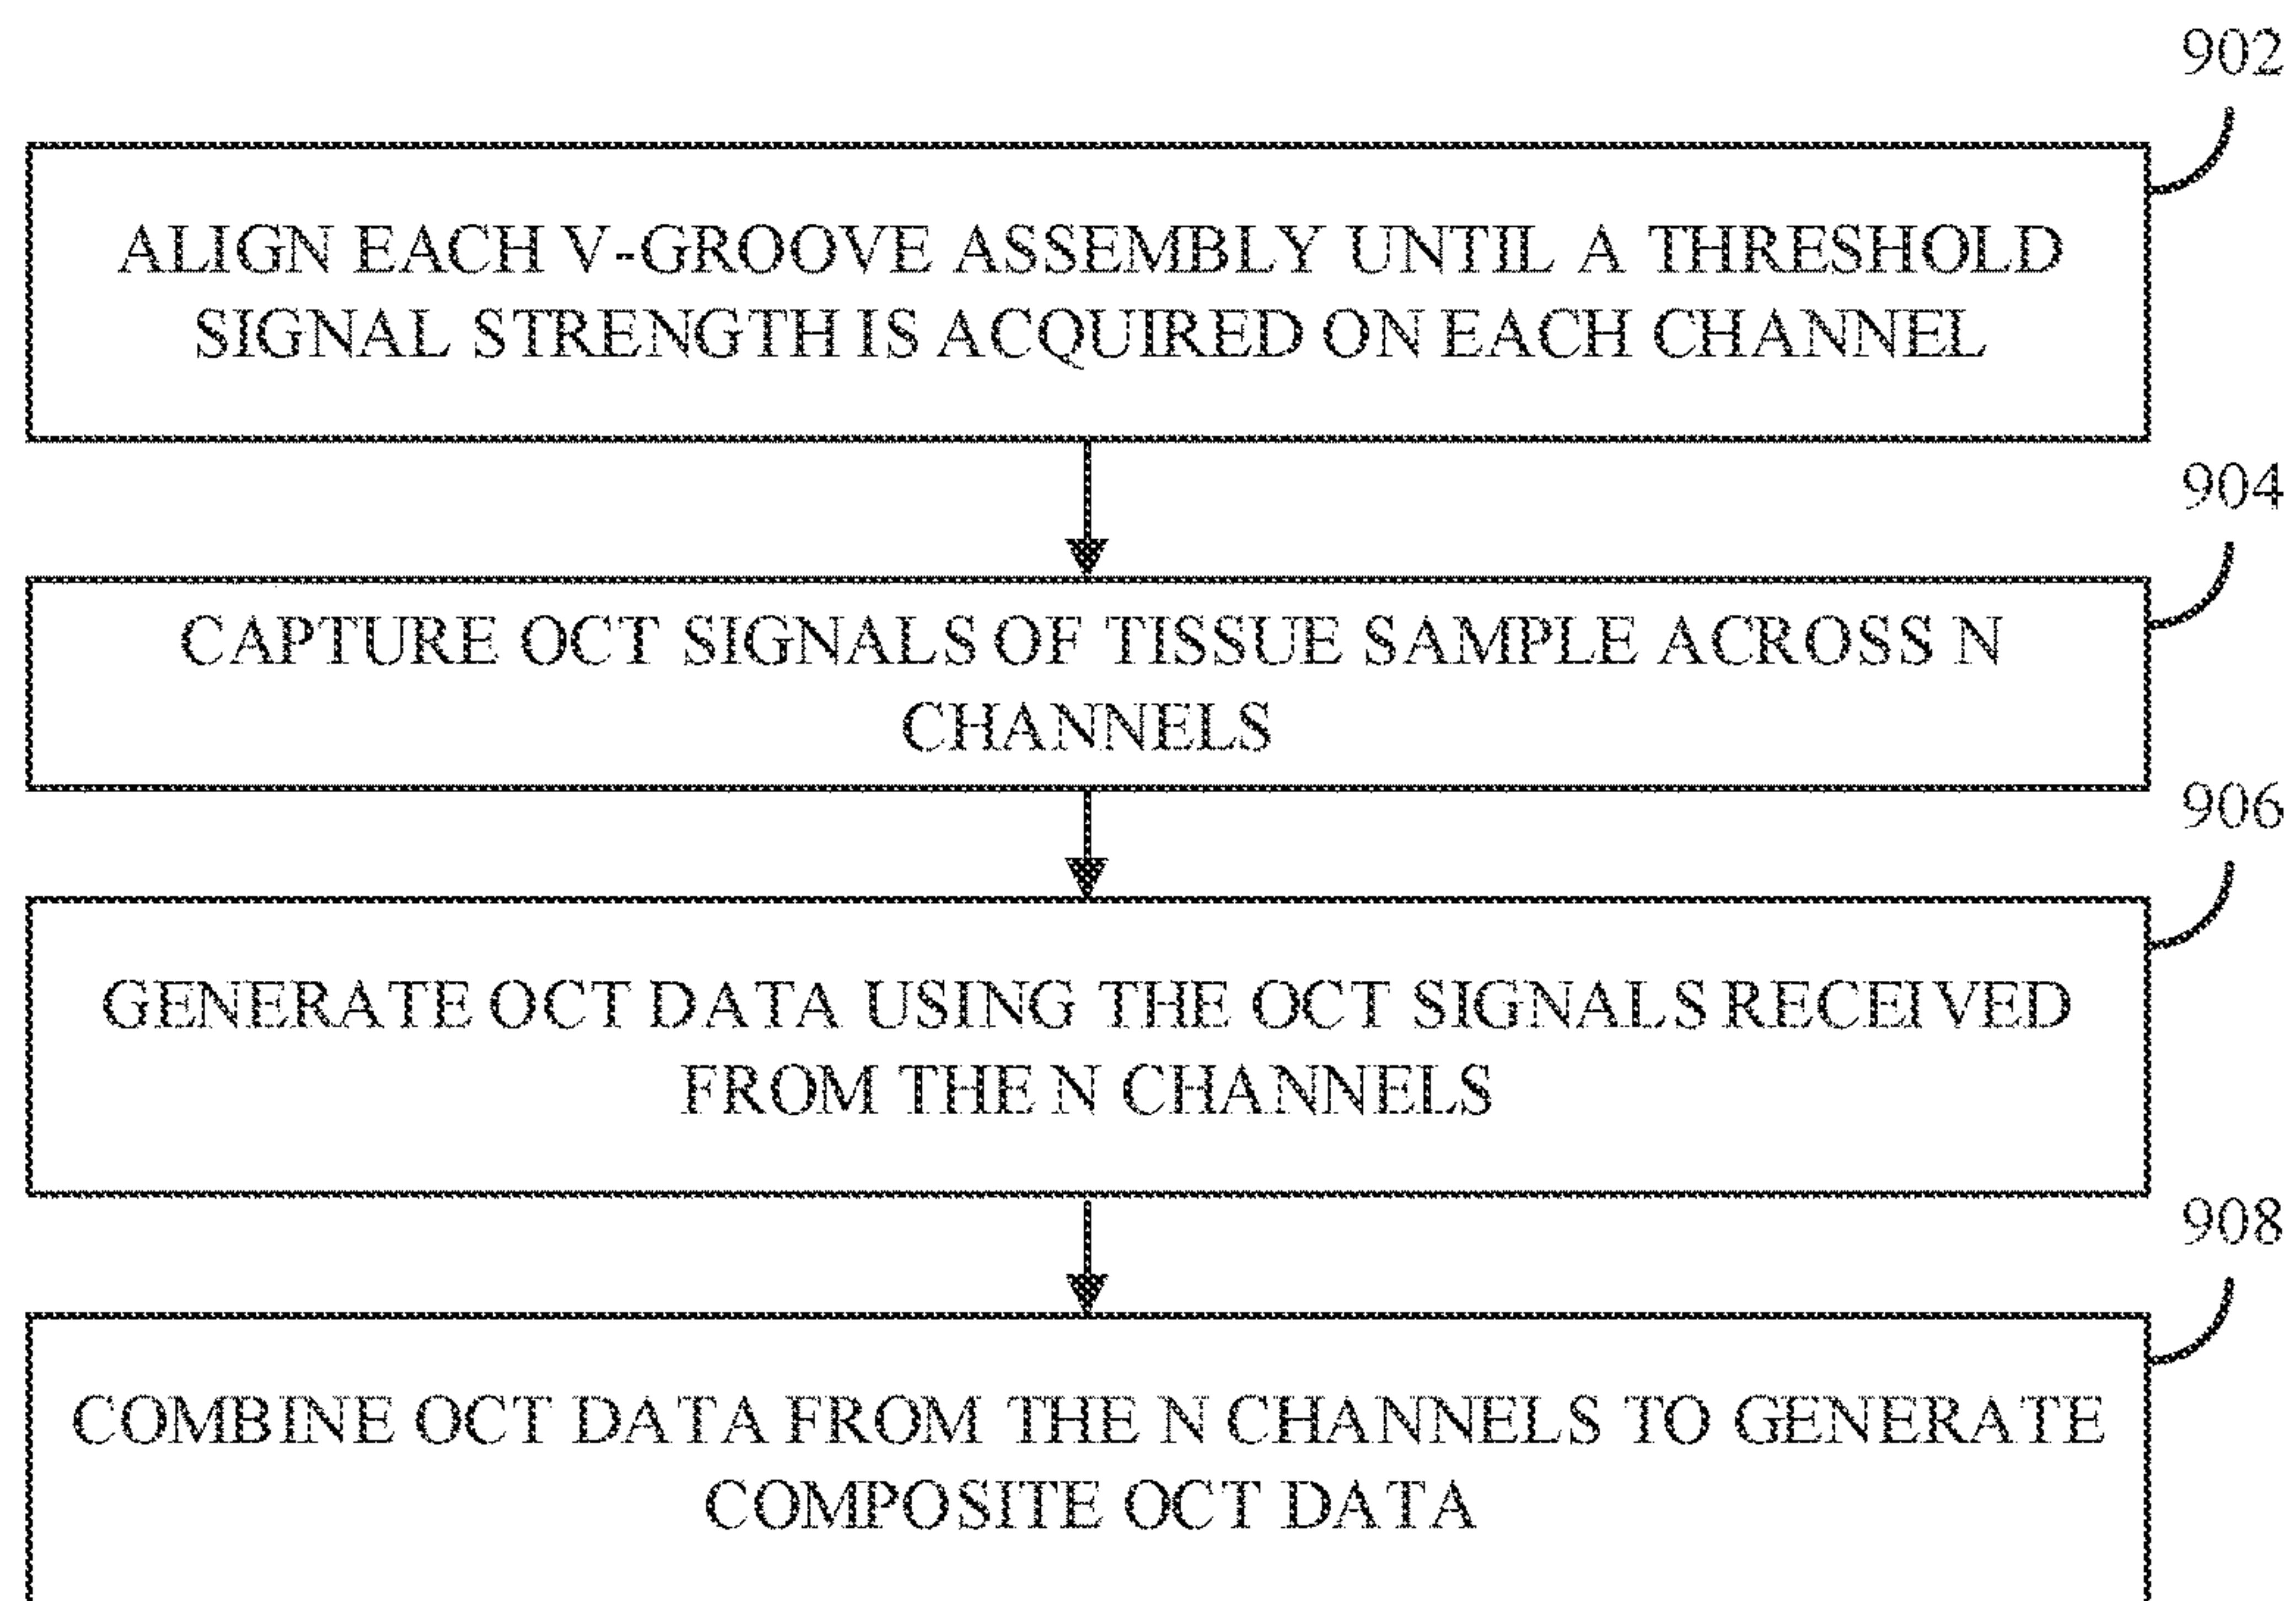 902
ALIGN EACH V-GROOVE ASSEMBLY UNTIL A THRESHOLD
SIGNAL STRENGTH IS ACQUIRED ON EACH CHANNEL
904
CAPTURE OCT SIGNALS OF TISSUE SAMPLE ACROSS N
CHANNELS
906
GENERATE OCT DATA USING THE OCT SIGNALS RECEIVED
FROM THE N CHANNELS
908
COMBINE OCT DATA FROM THE N CHANNELS TO GENERATE
COMPOSITE OCT DATA